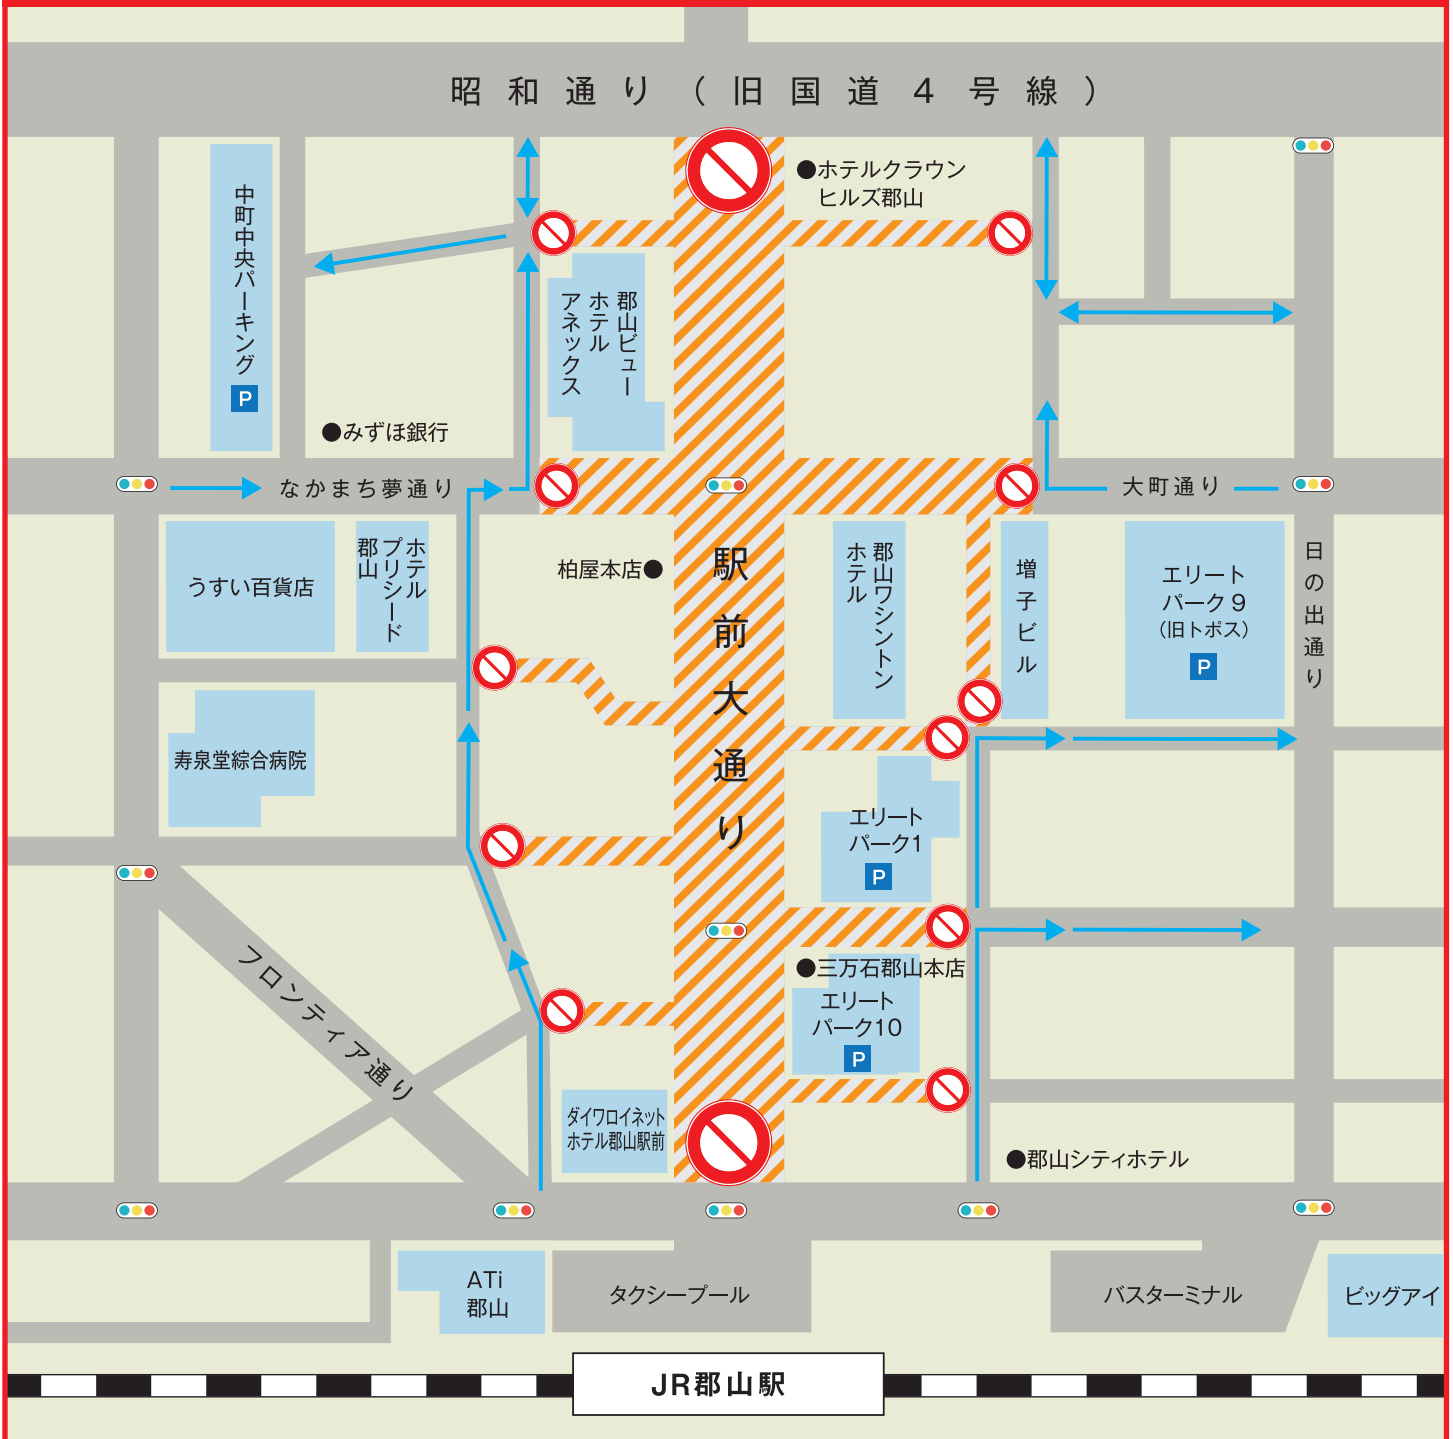 昭和通り（旧国道4号線）
●ホテルクラウン
ヒルズ郡山
中町中央パーキング
P
郡山ビュー
ホテル
アネックス
●みずほ銀行
なかまち夢通り
大町通り
うすい百貨店
ホテル
プリシード
郡山
柏屋本店●
駅前大通り
郡山ワシントン
ホテル
増子ビル
エリート
パーク9
（旧トポス）
P
日の出通り
寿泉堂綜合病院
エリート
パーク1
P
フロンティア通り
●三万石郡山本店
エリート
パーク10
P
ダイワロイネット
ホテル郡山駅前
●郡山シティホテル
ATi
郡山
タクシープール
バスターミナル
ビッグアイ
JR郡山駅